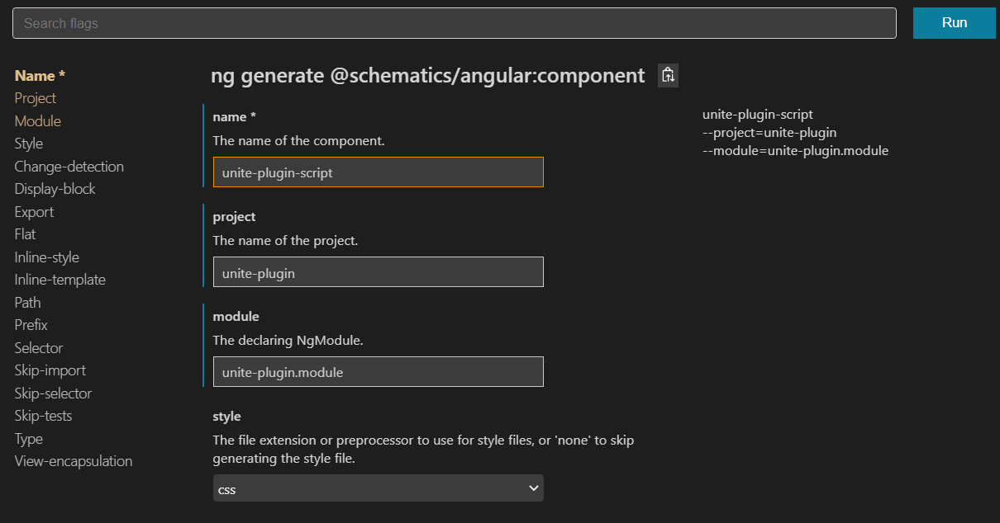 Search flags
Run
Name *
Project
Module
Style
Change-detection
Display-block
Export
Flat
Inline-style
Inline-template
Path
Prefix
Selector
Skip-import
Skip-selector
Skip-tests
Type
View-encapsulation
ng generate @schematics/angular:component
name *
The name of the component.
unite-plugin-script
project
The name of the project.
unite-plugin
module
The declaring NgModule.
unite-plugin.module
style
The file extension or preprocessor to use for style files, or 'none' to skip
generating the style file.
css
unite-plugin-script
--project=unite-plugin
--module=unite-plugin.module